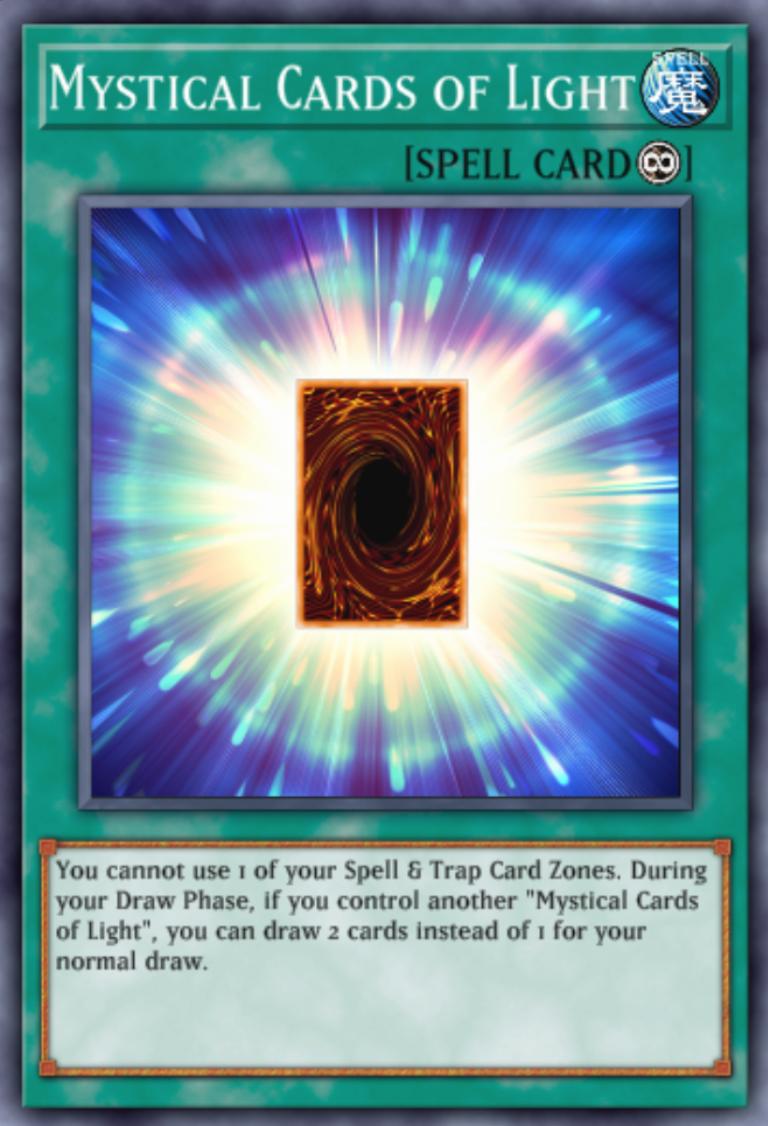 MYSTICAL CARDS OF LIGHT
SPELL
魔
[SPELL CARD]
You cannot use 1 of your Spell & Trap Card Zones. During
your Draw Phase, if you control another "Mystical Cards
of Light", you can draw 2 cards instead of 1 for your
normal draw.